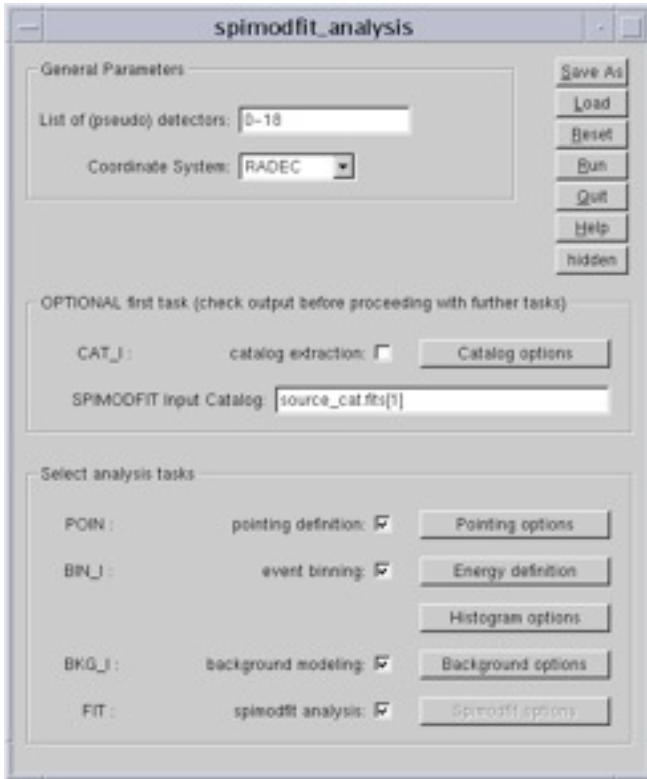 spimodfit_analysis
General Parameters
List of (pseudo) detectors: 0-18
Coordinate System: RADEC
Save As
Load
Reset
Run
Quit
Help
hidden
OPTIONAL first task (check output before proceeding with further tasks)
CAT_I : catalog extraction: Catalog options
SPIMODFIT Input Catalog: source_cat.fits[1]
Select analysis tasks
POIN : pointing definition: Pointing options
BIN_I : event binning: Energy definition
Histogram options
BKG_I : background modeling: Background options
FIT : spimodfit analysis: Spimodfit options